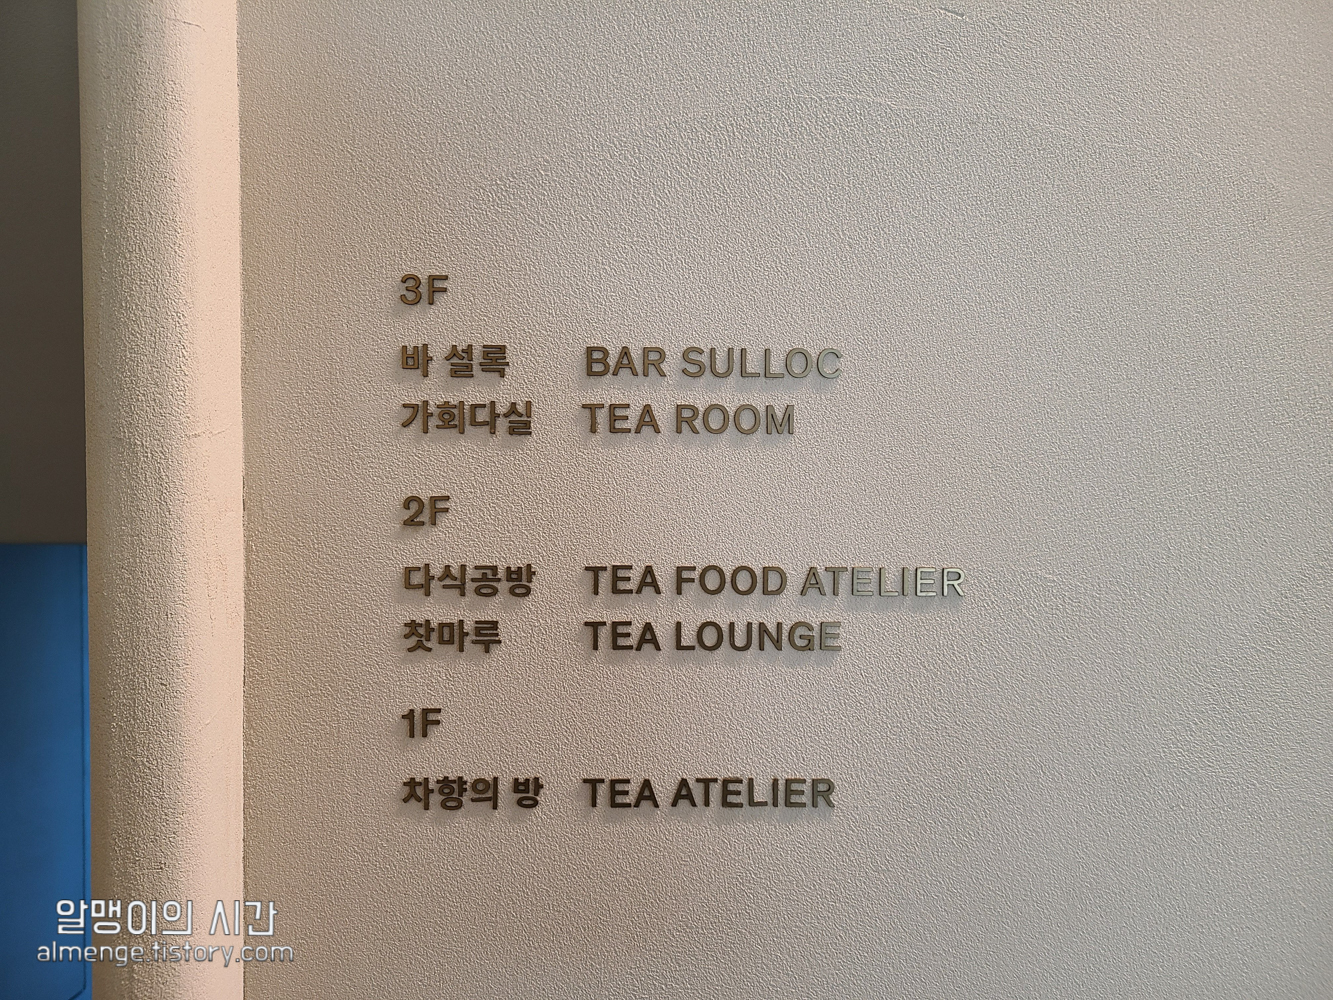 3F
바 설록 BAR SULLOC
가회다실 TEA ROOM
2F
다식공방 TEA FOOD ATELIER
찻마루 TEA LOUNGE
1F
차향의 방 TEA ATELIER
알맹이의 시간
almenge.tistory.com